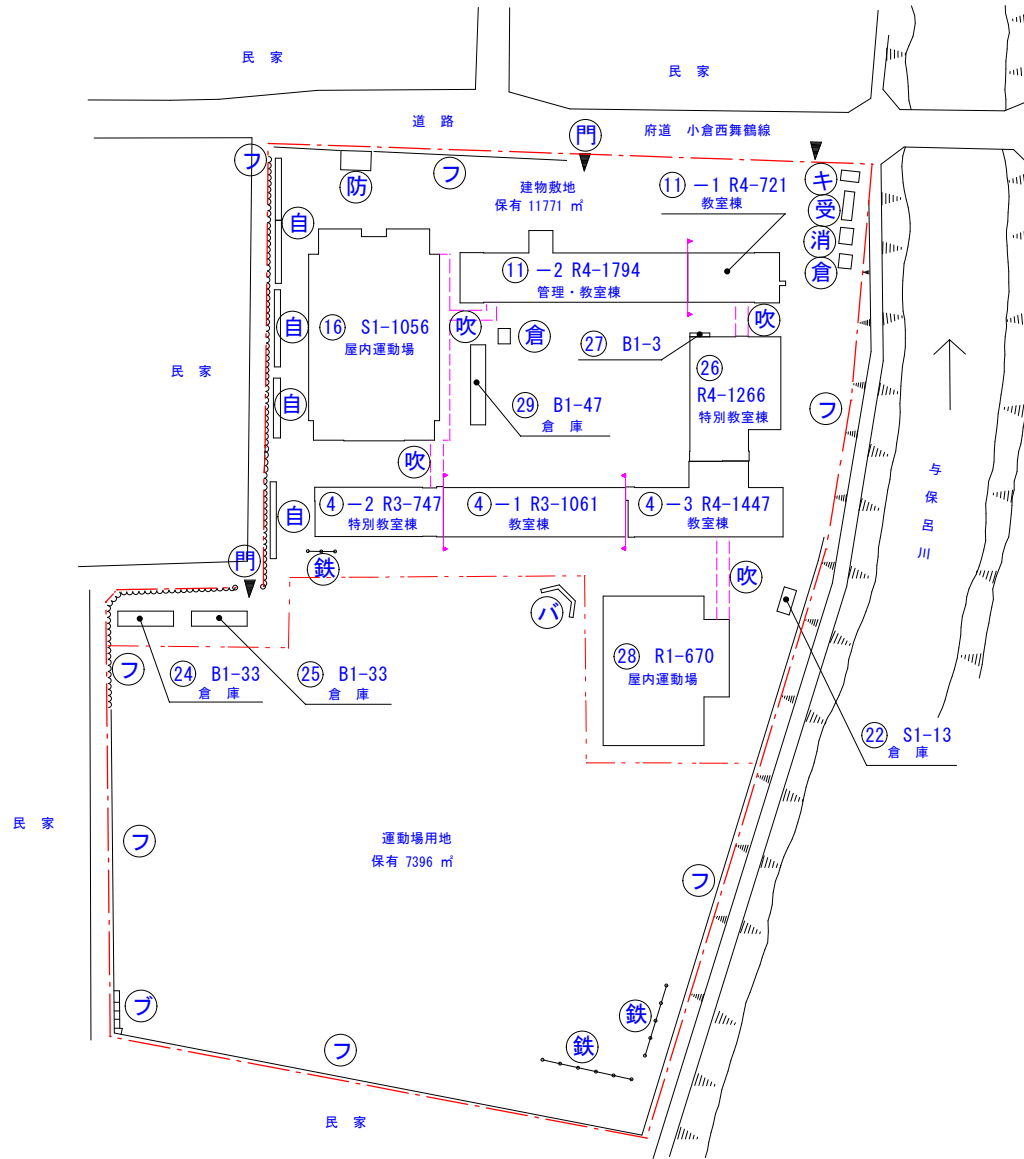 民 家
民 家
道 路
門
府道 小倉西舞鶴線
フ
防
フ
建物敷地
保有 11771 ㎡
⑪ −1 R4-721
教室棟
キ
受
消
倉
自
⑪ −2 R4-1794
管理・教室棟
⑯ S1-1056
屋内運動場
吹
倉
吹
自
㉗ B1-3
㉖
R4-1266
特別教室棟
民 家
自
㉙ B1-47
倉 庫
フ
吹
与保呂川
④ −2 R3-747
特別教室棟
④ −1 R3-1061
教室棟
④ −3 R4-1447
教室棟
自
門
鉄
吹
バ
フ
㉔ B1-33
倉 庫
㉕ B1-33
倉 庫
㉘ R1-670
屋内運動場
㉒ S1-13
倉 庫
民 家
フ
運動場用地
保有 7396 ㎡
フ
ブ
鉄
フ
鉄
民 家